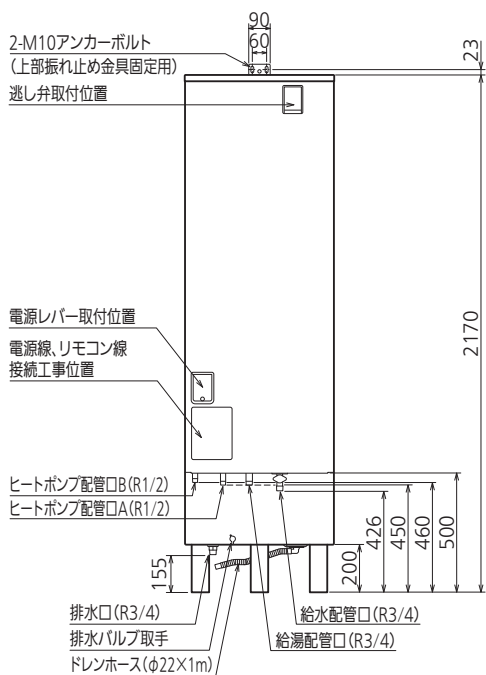 90
60
23
2-M10アンカーボルト
(上部振れ止め金具固定用)
逃し弁取付位置
2170
電源レバー取付位置
電源線、リモコン線
接続工事位置
ヒートポンプ配管口B(R1/2)
ヒートポンプ配管口A(R1/2)
155
200
426
450
460
500
排水口(R3/4)
排水バルブ取手
ドレンホース(φ22×1m)
給水配管口(R3/4)
給湯配管口(R3/4)